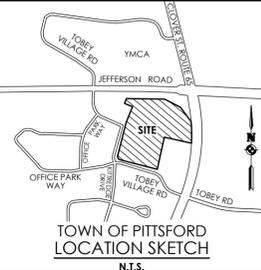 CLOVER ST. ROUTE 65
TOBEY
VILLAGE RD
YMCA
JEFFERSON ROAD
OFFICE
PARK
WAY
SITE
N
OFFICE PARK
WAY
KITTREDGE
DRIVE
TOBEY
VILLAGE RD
TOBEY RD
TOWN OF PITTSFORD
LOCATION SKETCH
N.T.S.